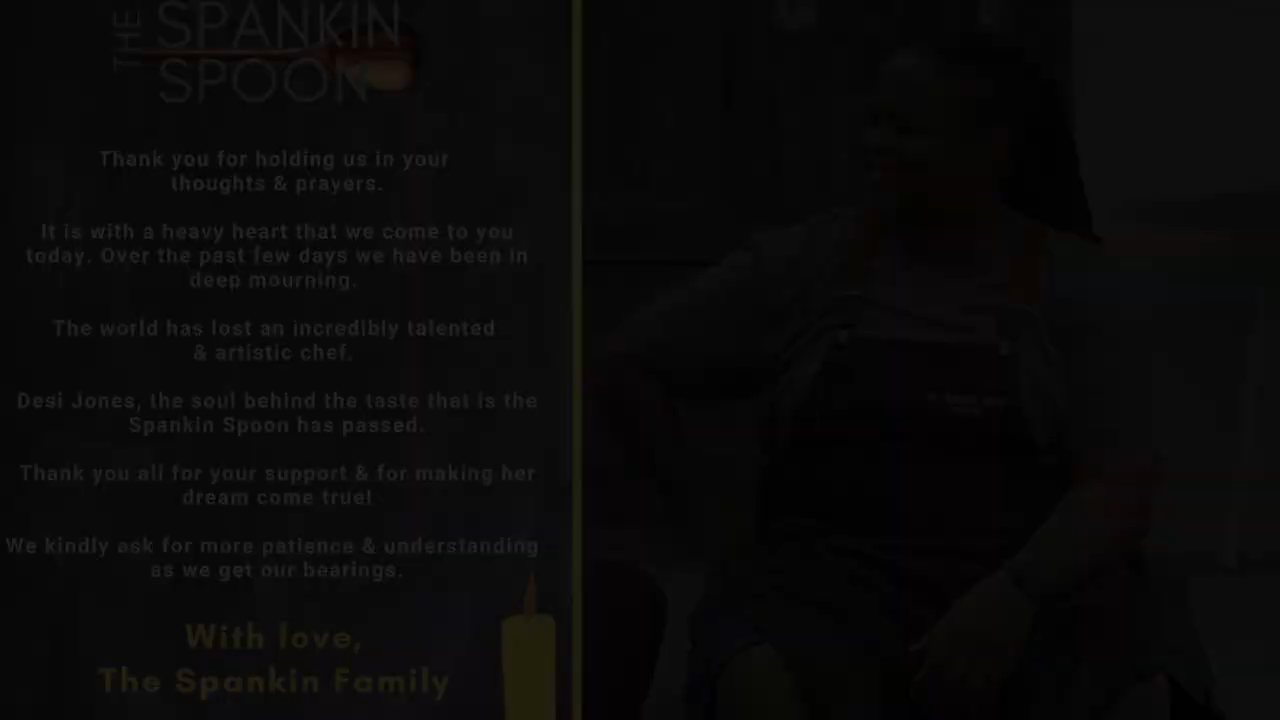 THE
SPANKIN
SPOON
Thank you for holding us in your
thoughts & prayers.
It is with a heavy heart that we come to you
today. Over the past few days we have been in
deep mourning.
The world has lost an incredibly talented
& artistic chef.
Desi Jones, the soul behind the taste that is the
Spankin Spoon has passed.
Thank you all for your support & for making her
dream come true!
We kindly ask for more patience & understanding
as we get our bearings.
With love,
The Spankin Family